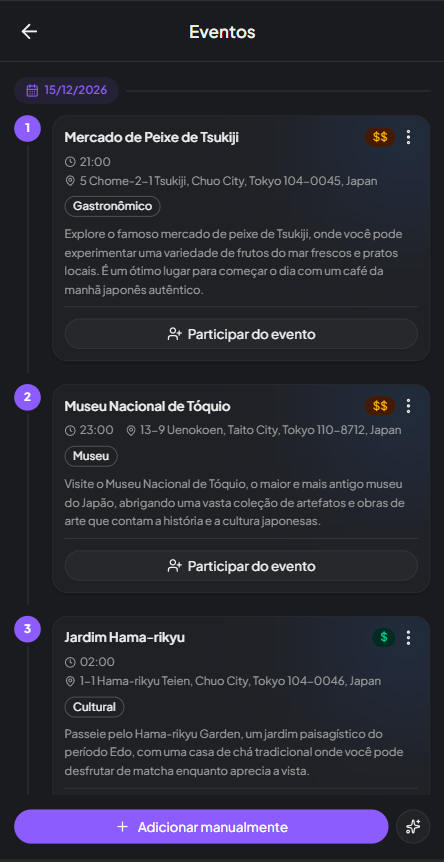 Eventos
15/12/2026
1
Mercado de Peixe de Tsukiji
$$
21:00
5 Chome-2-1 Tsukiji, Chuo City, Tokyo 104-0045, Japan
Gastronômico
Explore o famoso mercado de peixe de Tsukiji, onde você pode
experimentar uma variedade de frutos do mar frescos e pratos
locais. É um ótimo lugar para começar o dia com um café da
manhã japonês autêntico.
Participar do evento
2
Museu Nacional de Tóquio
$$
23:00 13-9 Uenokoen, Taito City, Tokyo 110-8712, Japan
Museu
Visite o Museu Nacional de Tóquio, o maior e mais antigo museu
do Japão, abrigando uma vasta coleção de artefatos e obras de
arte que contam a história e a cultura japonesas.
Participar do evento
3
Jardim Hama-rikyu
$
02:00
1-1 Hama-rikyu Teien, Chuo City, Tokyo 104-0046, Japan
Cultural
Passeie pelo Hama-rikyu Garden, um jardim paisagístico do
período Edo, com uma casa de chá tradicional onde você pode
desfrutar de matcha enquanto aprecia a vista.
Adicionar manualmente